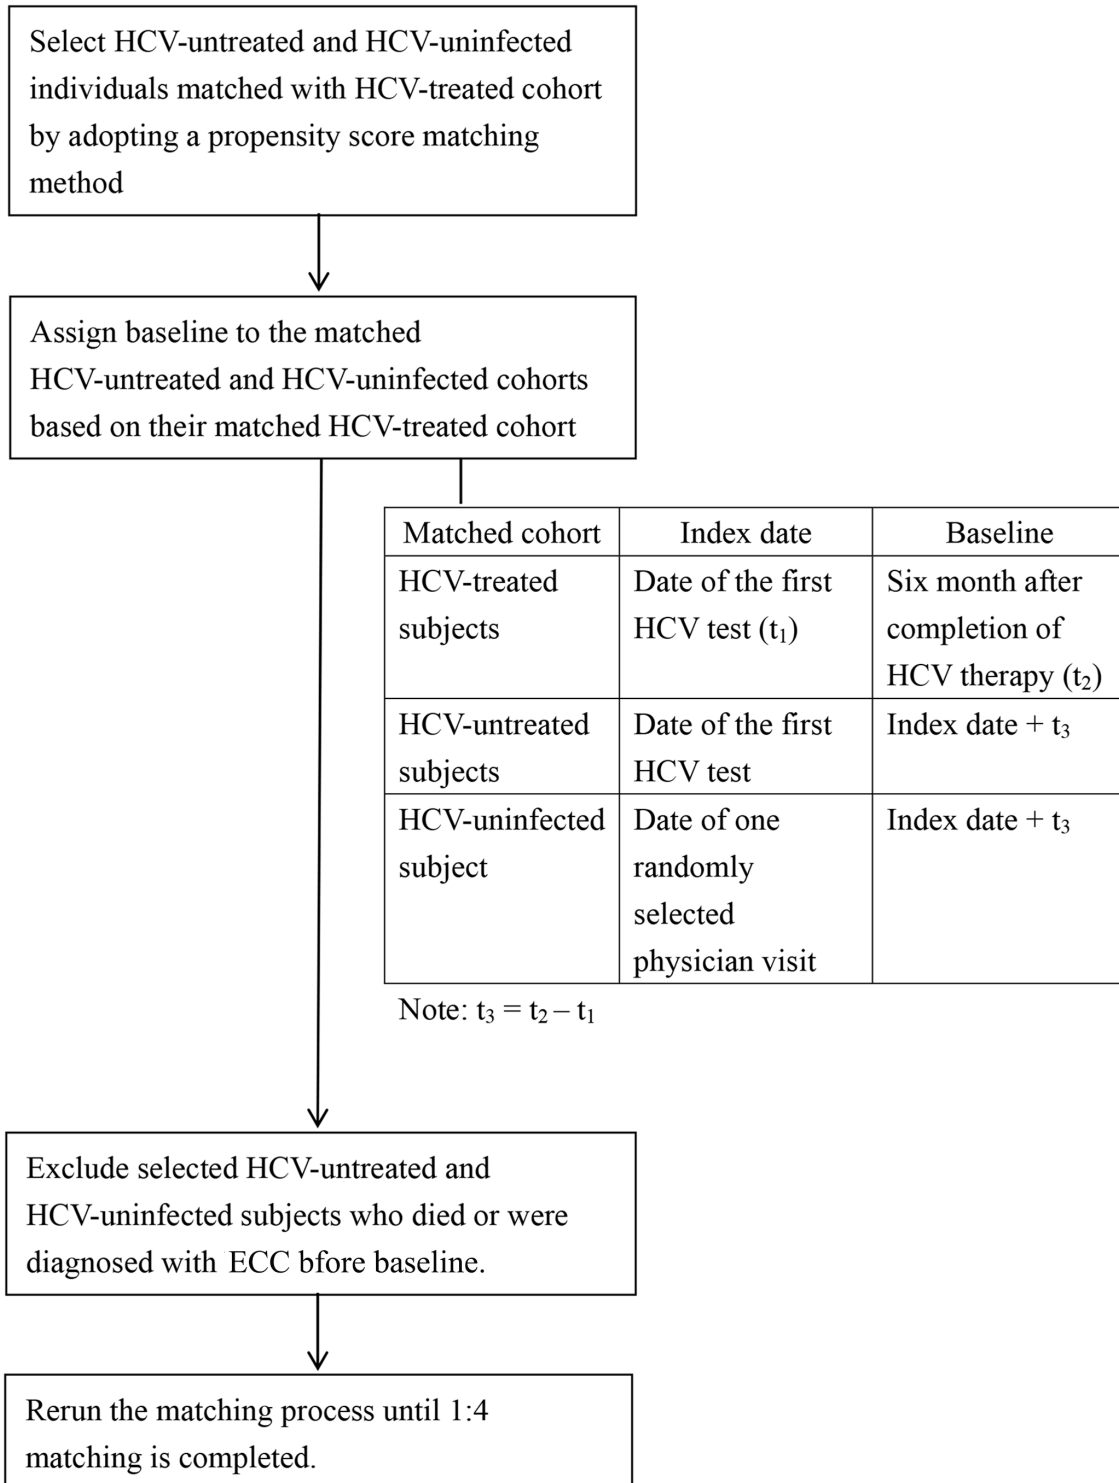 Select HCV-untreated and HCV-uninfected
individuals matched with HCV-treated cohort
by adopting a propensity score matching
method
Assign baseline to the matched
HCV-untreated and HCV-uninfected cohorts
based on their matched HCV-treated cohort
Matched cohort Index date Baseline
HCV-treated Date of the first Six month after
subjects HCV test (t₁) completion of
HCV therapy (t₂)
HCV-untreated Date of the first Index date + t₃
subjects HCV test
HCV-uninfected Date of one Index date + t₃
subject randomly
selected
physician visit
Note: t₃ = t₂ – t₁
Exclude selected HCV-untreated and
HCV-uninfected subjects who died or were
diagnosed with ECC bfore baseline.
Rerun the matching process until 1:4
matching is completed.